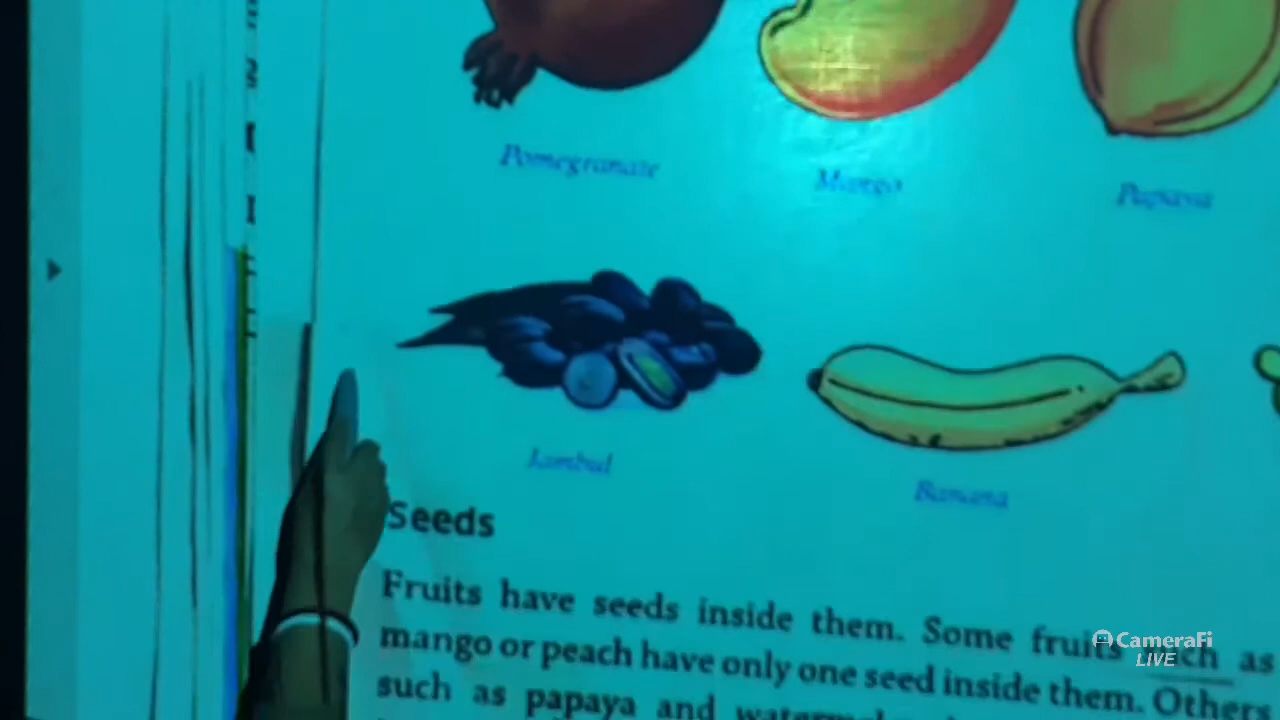 Pomegranate
Mango
Papaya
Jambul
Banana
Seeds
Fruits have seeds inside them. Some fruits such as
mango or peach have only one seed inside them. Others
such as papaya and
CameraFi
LIVE